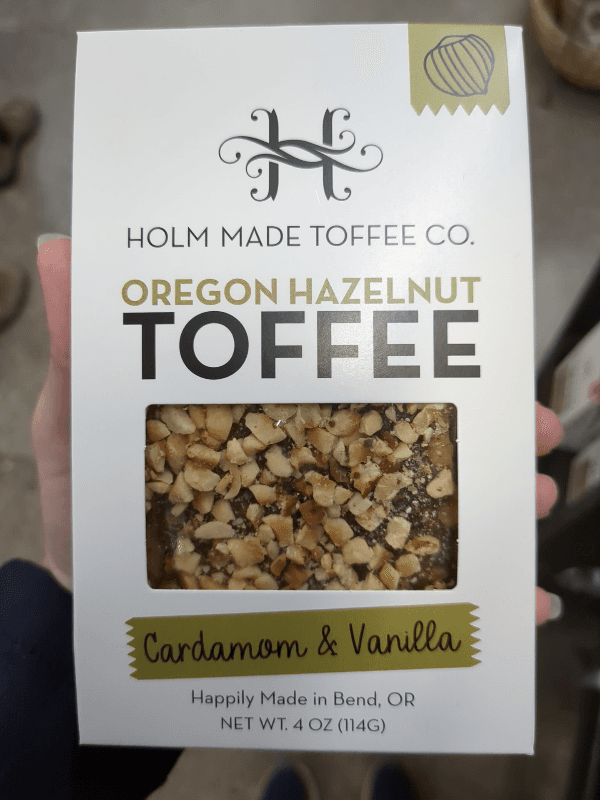 H
HOLM MADE TOFFEE CO.
OREGON HAZELNUT
TOFFEE
Cardamom & Vanilla
Happily Made in Bend, OR
NET WT. 4 OZ (114G)